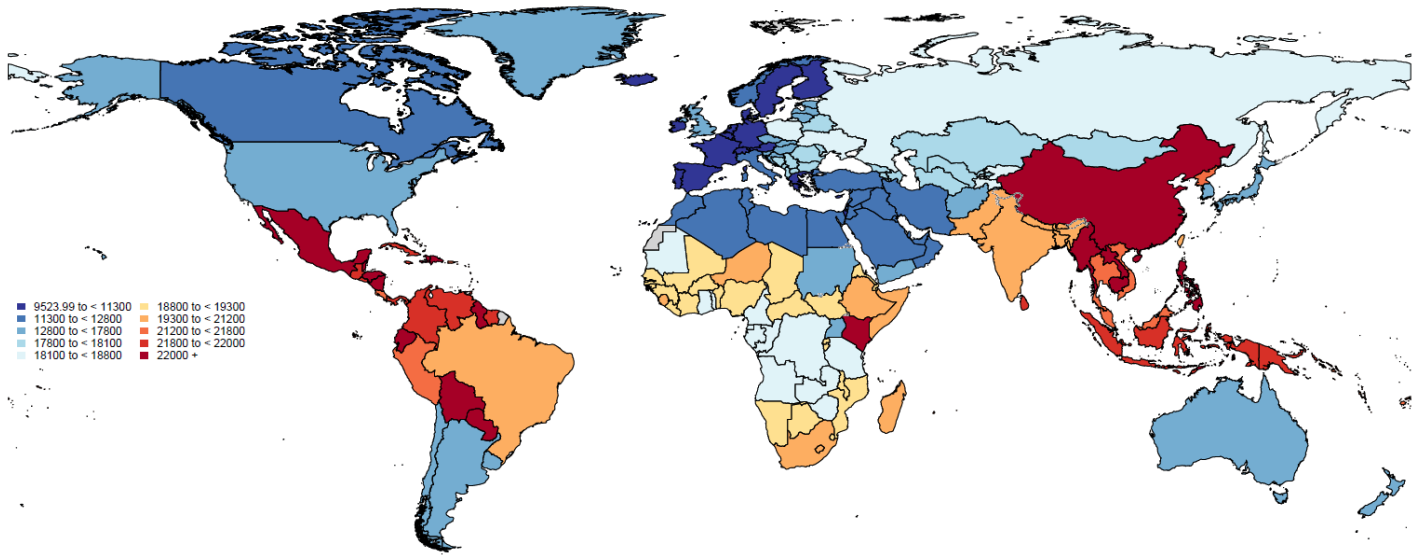 9523.99 to < 11300
11300 to < 12800
12800 to < 17800
17800 to < 18100
18100 to < 18800
18800 to < 19300
19300 to < 21200
21200 to < 21800
21800 to < 22000
22000 +